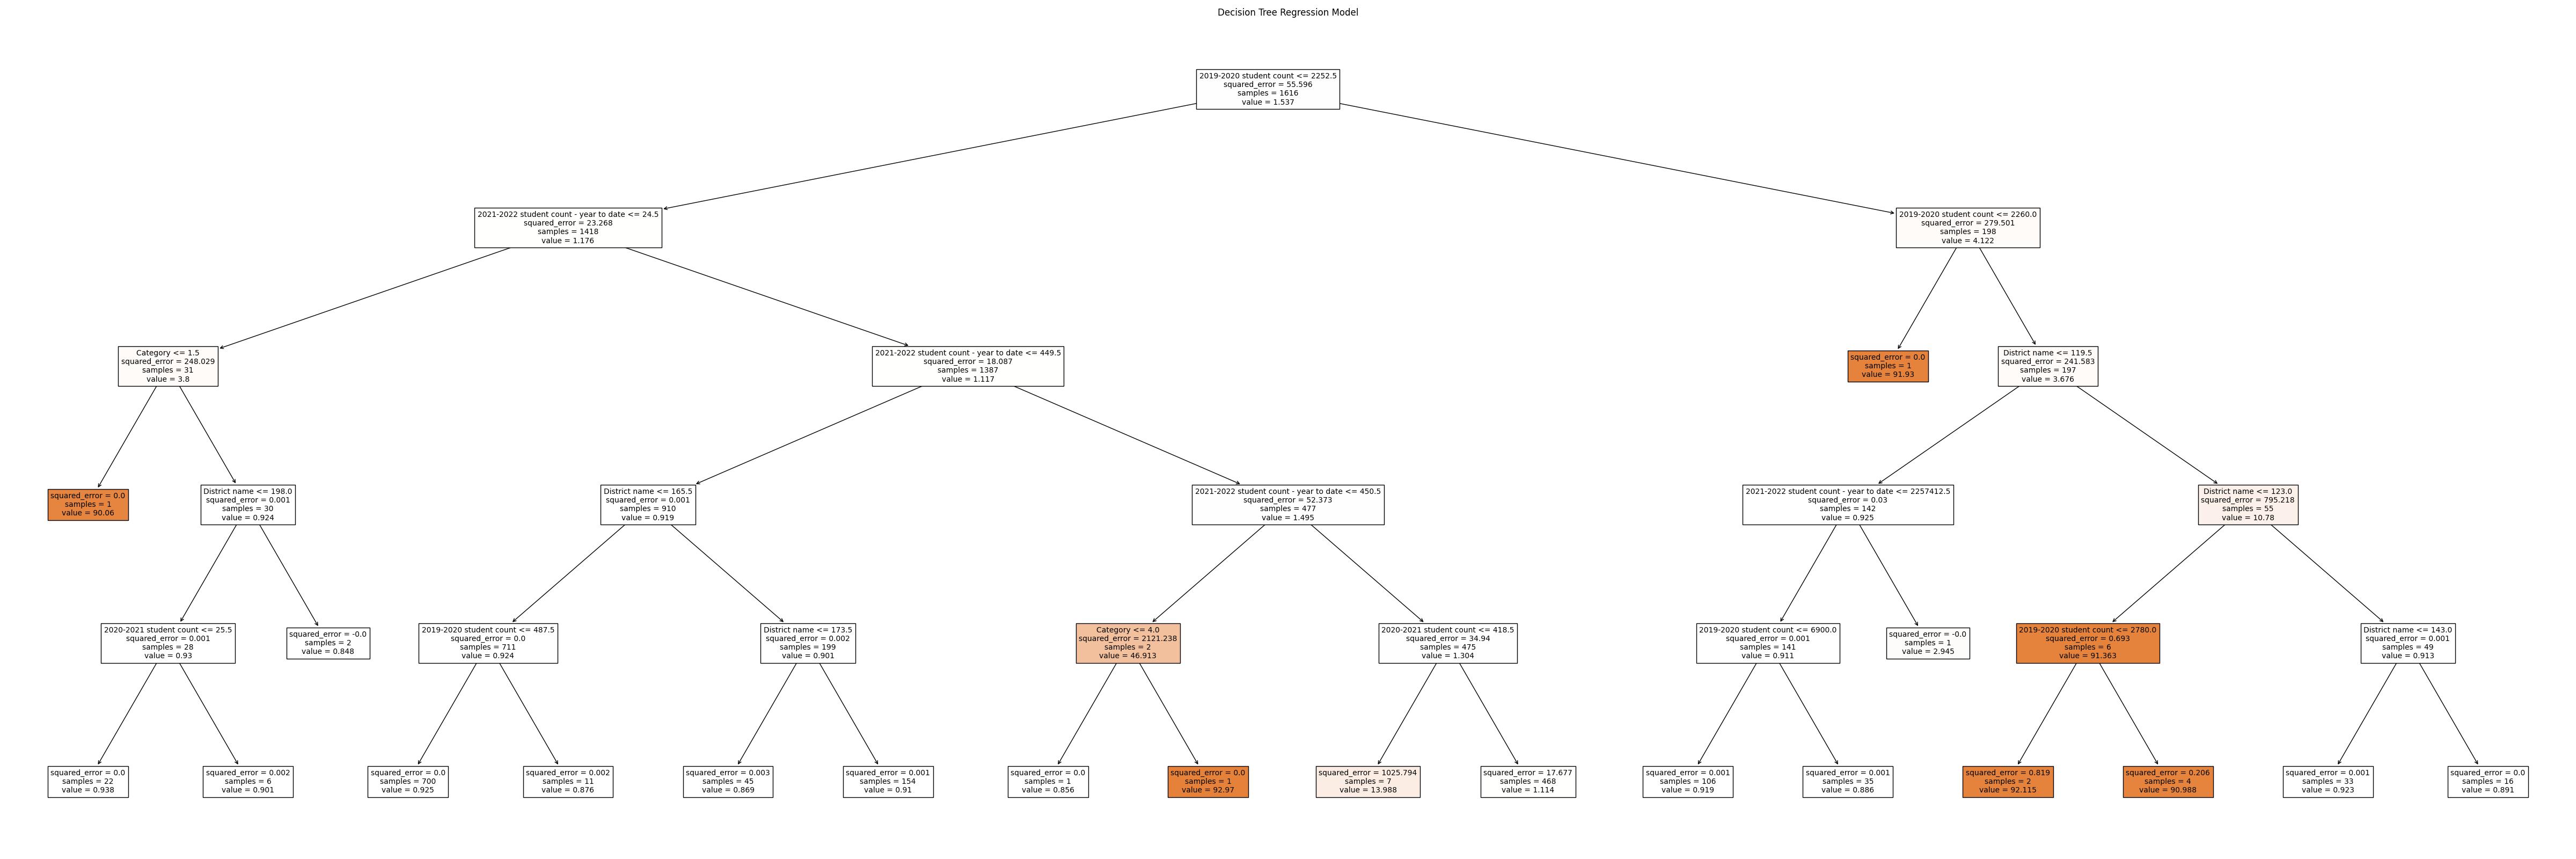 Decision Tree Regression Model
2019-2020 student count <= 2252.5
squared_error = 55.596
samples = 1616
value = 1.537
2021-2022 student count - year to date <= 24.5
squared_error = 23.268
samples = 1418
value = 1.176
2019-2020 student count <= 2260.0
squared_error = 279.501
samples = 198
value = 4.122
Category <= 1.5
squared_error = 248.029
samples = 31
value = 3.8
2021-2022 student count - year to date <= 449.5
squared_error = 18.087
samples = 1387
value = 1.117
squared_error = 0.0
samples = 1
value = 91.93
District name <= 119.5
squared_error = 241.583
samples = 197
value = 3.676
squared_error = 0.0
samples = 1
value = 90.06
District name <= 198.0
squared_error = 0.001
samples = 30
value = 0.924
District name <= 165.5
squared_error = 0.001
samples = 910
value = 0.919
2021-2022 student count - year to date <= 450.5
squared_error = 52.373
samples = 477
value = 1.495
2021-2022 student count - year to date <= 2257412.5
squared_error = 0.03
samples = 142
value = 0.925
District name <= 123.0
squared_error = 795.218
samples = 55
value = 10.78
2020-2021 student count <= 25.5
squared_error = 0.001
samples = 28
value = 0.93
squared_error = -0.0
samples = 2
value = 0.848
2019-2020 student count <= 487.5
squared_error = 0.0
samples = 711
value = 0.924
District name <= 173.5
squared_error = 0.002
samples = 199
value = 0.901
Category <= 4.0
squared_error = 2121.238
samples = 2
value = 46.913
2020-2021 student count <= 418.5
squared_error = 34.94
samples = 475
value = 1.304
2019-2020 student count <= 6900.0
squared_error = 0.001
samples = 141
value = 0.911
squared_error = -0.0
samples = 1
value = 2.945
2019-2020 student count <= 2780.0
squared_error = 0.693
samples = 6
value = 91.363
District name <= 143.0
squared_error = 0.001
samples = 49
value = 0.913
squared_error = 0.0
samples = 22
value = 0.938
squared_error = 0.002
samples = 6
value = 0.901
squared_error = 0.0
samples = 700
value = 0.925
squared_error = 0.002
samples = 11
value = 0.876
squared_error = 0.003
samples = 45
value = 0.869
squared_error = 0.001
samples = 154
value = 0.91
squared_error = 0.0
samples = 1
value = 0.856
squared_error = 0.0
samples = 1
value = 92.97
squared_error = 1025.794
samples = 7
value = 13.988
squared_error = 17.677
samples = 468
value = 1.114
squared_error = 0.001
samples = 106
value = 0.919
squared_error = 0.001
samples = 35
value = 0.886
squared_error = 0.819
samples = 2
value = 92.115
squared_error = 0.206
samples = 4
value = 90.988
squared_error = 0.001
samples = 33
value = 0.923
squared_error = 0.0
samples = 16
value = 0.891